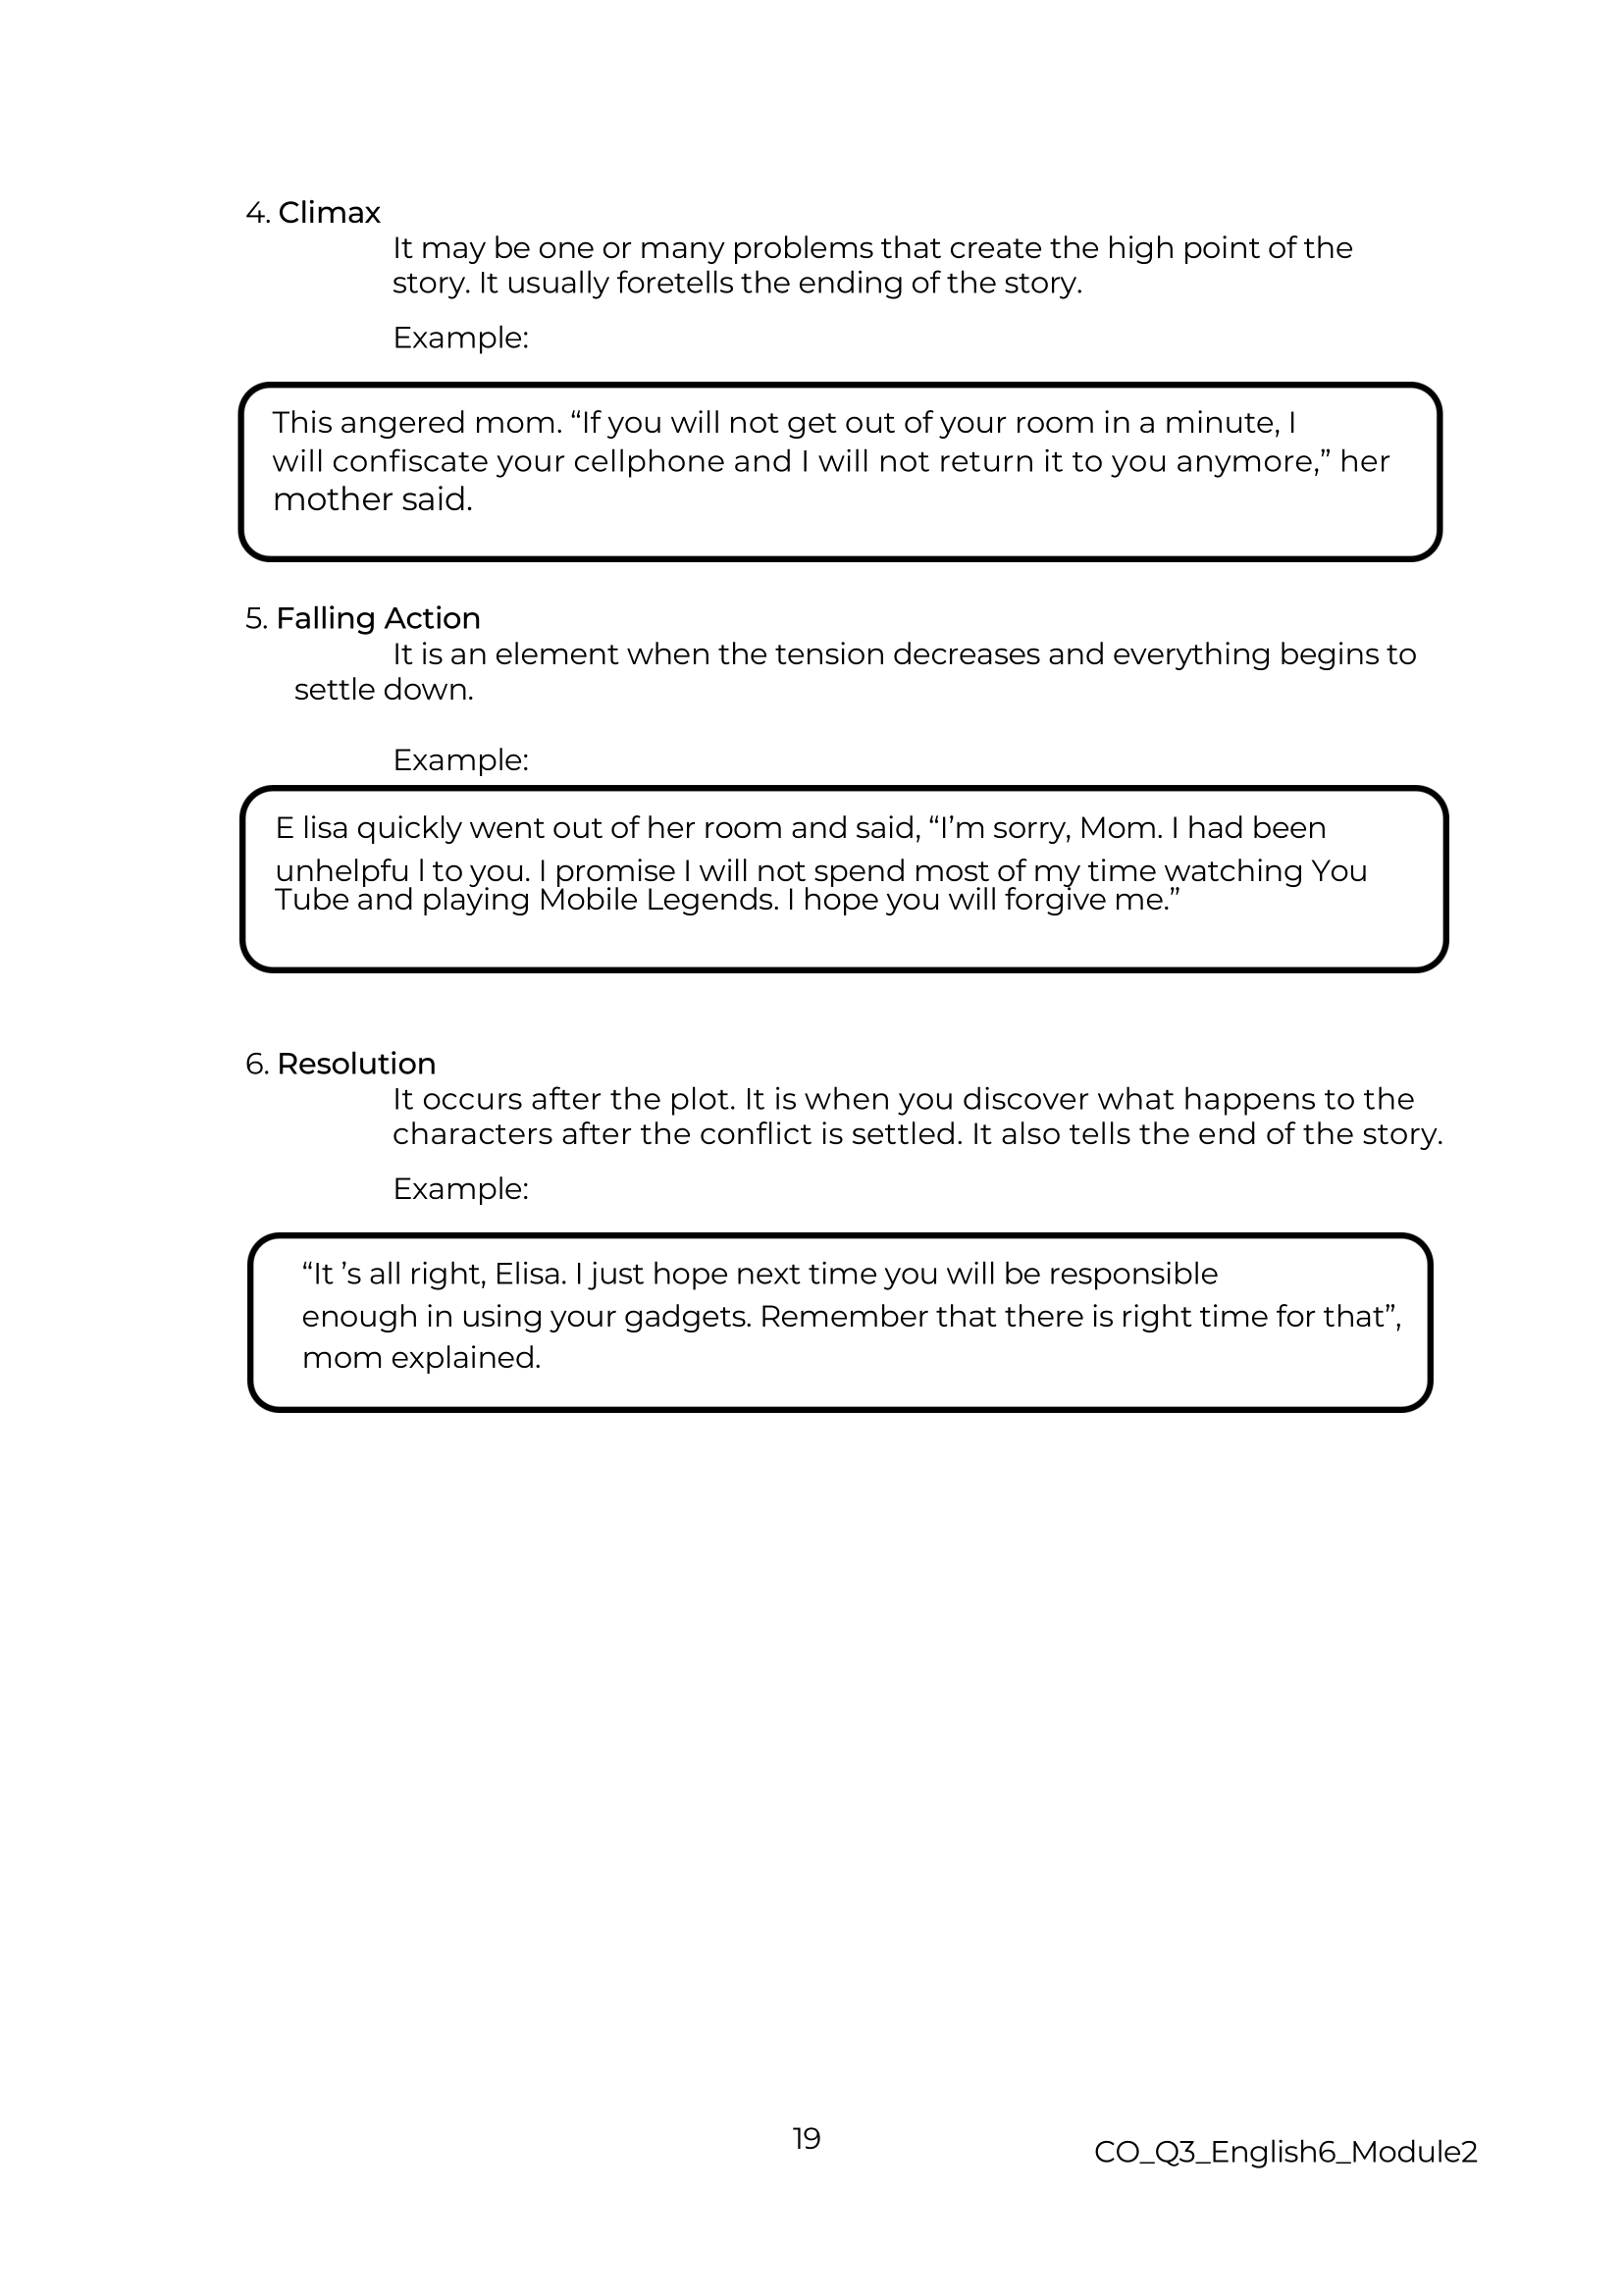 4. Climax
It may be one or many problems that create the high point of the
story. It usually foretells the ending of the story.
Example:
This angered mom. “If you will not get out of your room in a minute, I
will confiscate your cellphone and I will not return it to you anymore,” her
mother said.
5. Falling Action
It is an element when the tension decreases and everything begins to
settle down.
Example:
E lisa quickly went out of her room and said, “I’m sorry, Mom. I had been
unhelpfu l to you. I promise I will not spend most of my time watching You
Tube and playing Mobile Legends. I hope you will forgive me.”
6. Resolution
It occurs after the plot. It is when you discover what happens to the
characters after the conflict is settled. It also tells the end of the story.
Example:
“It ’s all right, Elisa. I just hope next time you will be responsible
enough in using your gadgets. Remember that there is right time for that”,
mom explained.
19
CO_Q3_English6_Module2